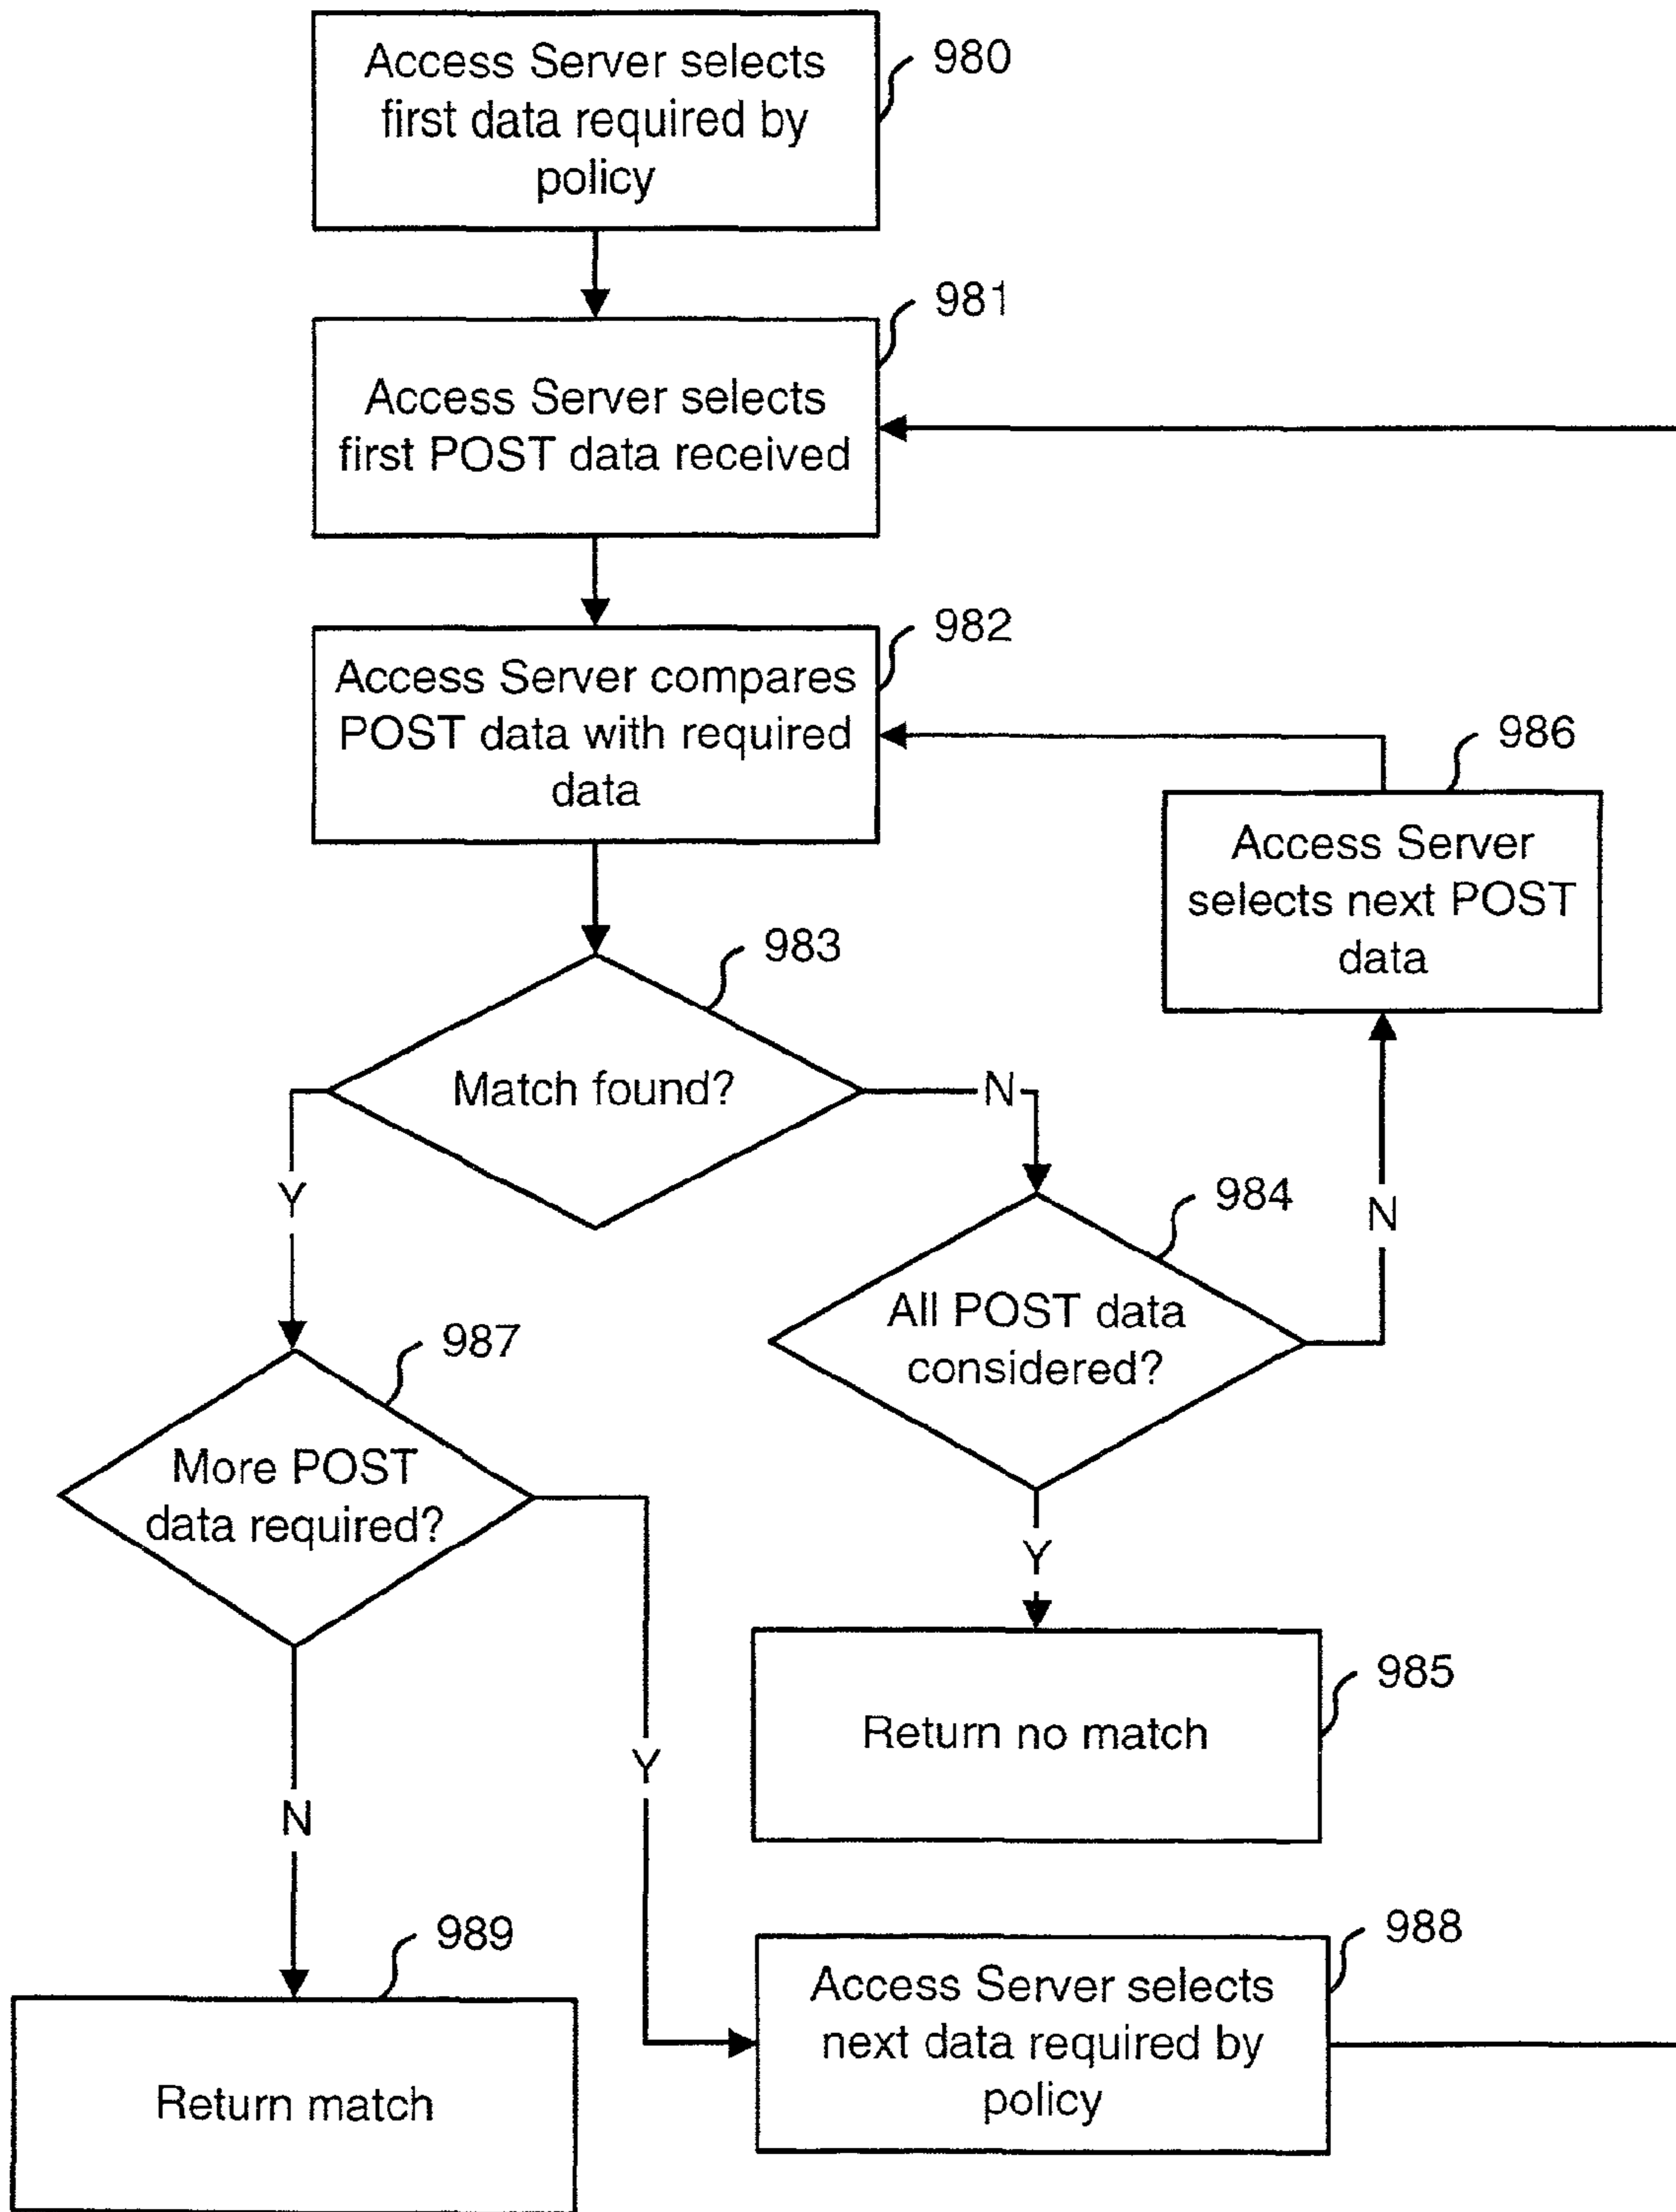 Access Server selects
first data required by
policy
980
981
Access Server selects
first POST data received
982
Access Server compares
POST data with required
data
986
Access Server
selects next POST
data
983
Match found?
N
Y
984
All POST data
considered?
N
987
More POST
data required?
Y
985
Return no match
Y
N
989
Return match
988
Access Server selects
next data required by
policy